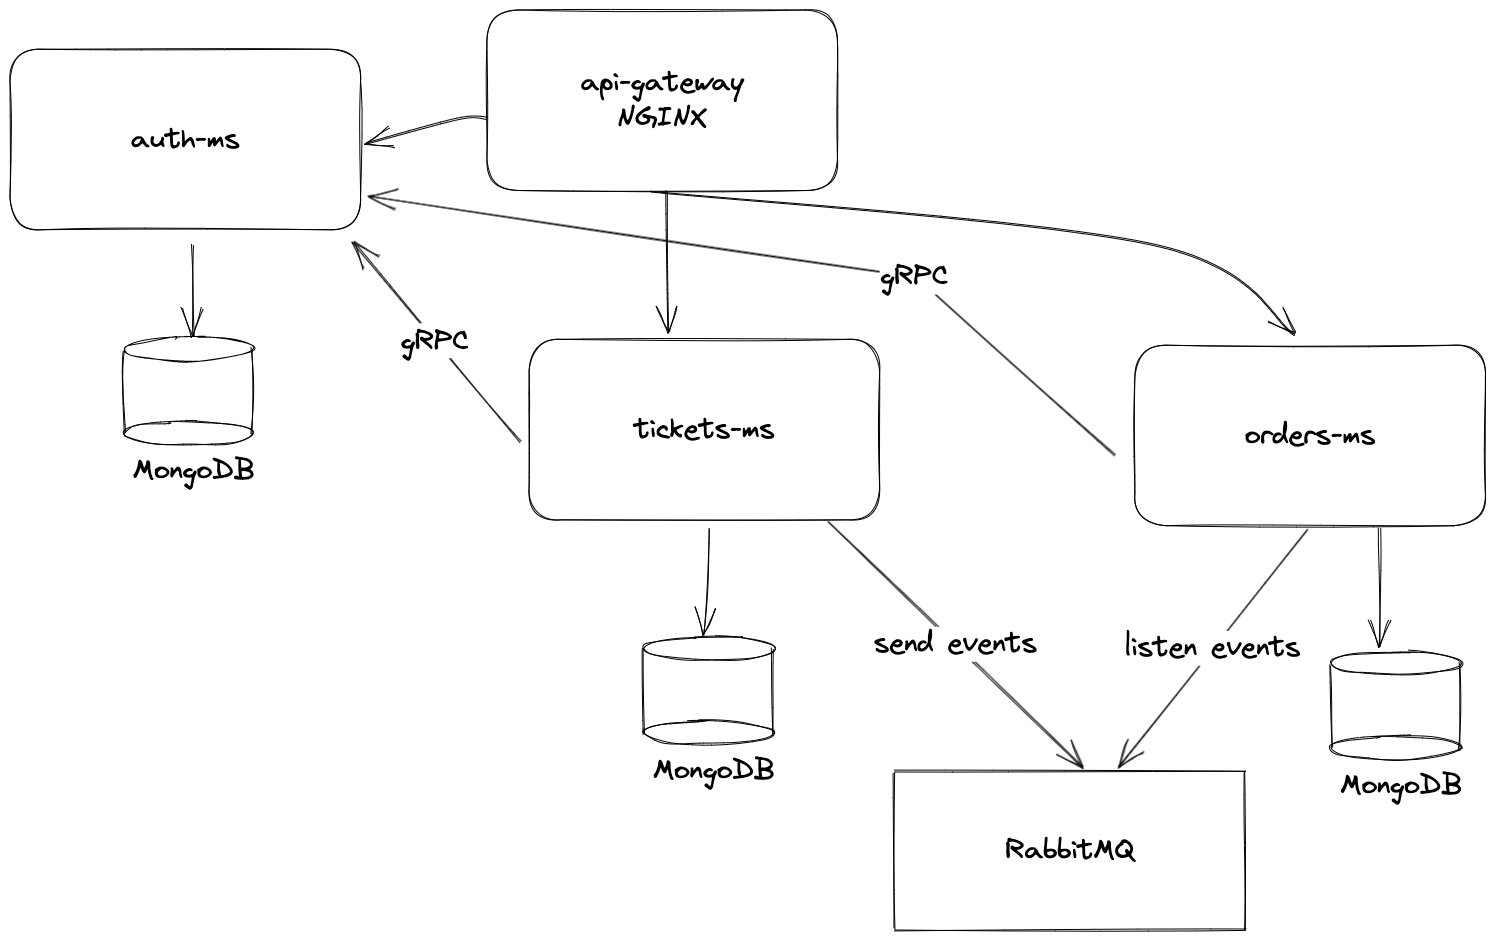 api-gateway
NGINX
auth-ms
gRPC
gRPC
tickets-ms
orders-ms
MongoDB
send events
listen events
MongoDB
MongoDB
RabbitMQ